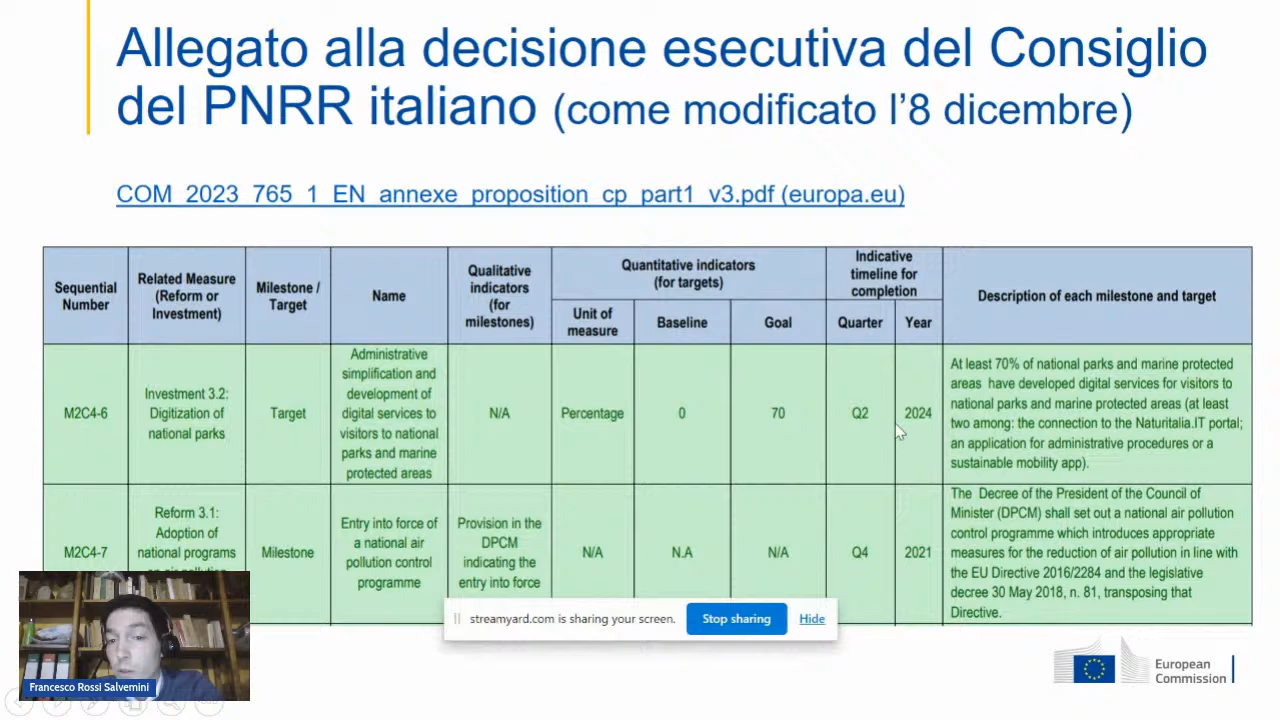 Allegato alla decisione esecutiva del Consiglio
del PNRR italiano (come modificato l'8 dicembre)
COM_2023_765_1_EN_annexe_proposition_cp_part1_v3.pdf (europa.eu)
Sequential
Number
Related Measure
(Reform or
Investment)
Milestone /
Target
Name
Qualitative
indicators
(for
milestones)
Quantitative indicators
(for targets)
Unit of
measure
Baseline
Goal
Indicative
timeline for
completion
Quarter
Year
Description of each milestone and target
M2C4-6
Investment 3.2:
Digitization of
national parks
Target
Administrative
simplification and
development of
digital services to
visitors to national
parks and marine
protected areas
N/A
Percentage
0
70
Q2
2024
At least 70% of national parks and marine protected
areas have developed digital services for visitors to
national parks and marine protected areas (at least
two among: the connection to the Naturitalia.IT portal;
an application for administrative procedures or a
sustainable mobility app).
M2C4-7
Reform 3.1:
Adoption of
national programs
Milestone
Entry into force of
a national air
pollution control
programme
Provision in the
DPCM
indicating the
entry into force
N/A
N.A
N/A
Q4
2021
The Decree of the President of the Council of
Minister (DPCM) shall set out a national air pollution
control programme which introduces appropriate
measures for the reduction of air pollution in line with
the EU Directive 2016/2284 and the legislative
decree 30 May 2018, n. 81, transposing that
Directive.
streamyard.com is sharing your screen.
Stop sharing
Hide
Francesco Rossi Salvemini
European
Commission